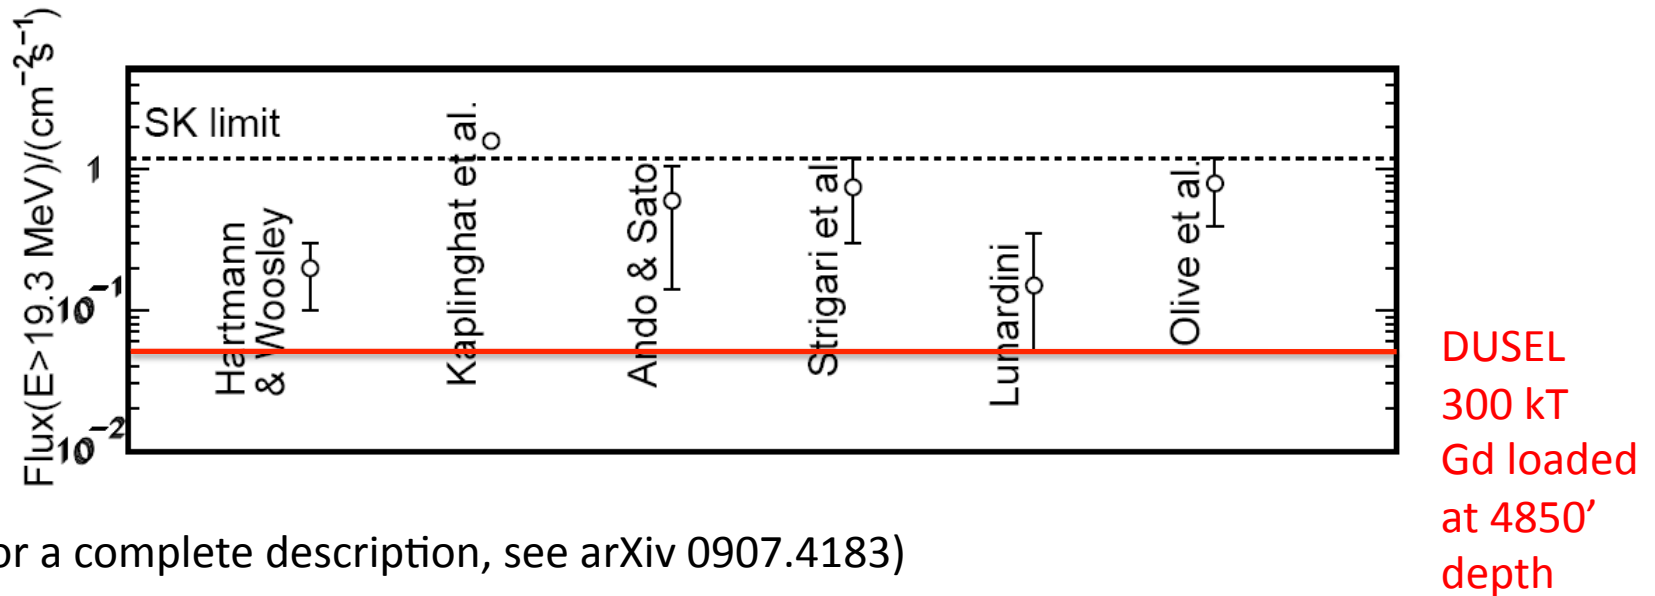 Flux(E>19.3 MeV)/(cm⁻²s⁻¹)
1
10⁻¹
10⁻²
SK limit
Hartmann
& Woosley
Kaplinghat et al.
Ando & Sato
Strigari et al.
Lunardini
Olive et al.
DUSEL
300 kT
Gd loaded
at 4850’
depth
or a complete description, see arXiv 0907.4183)